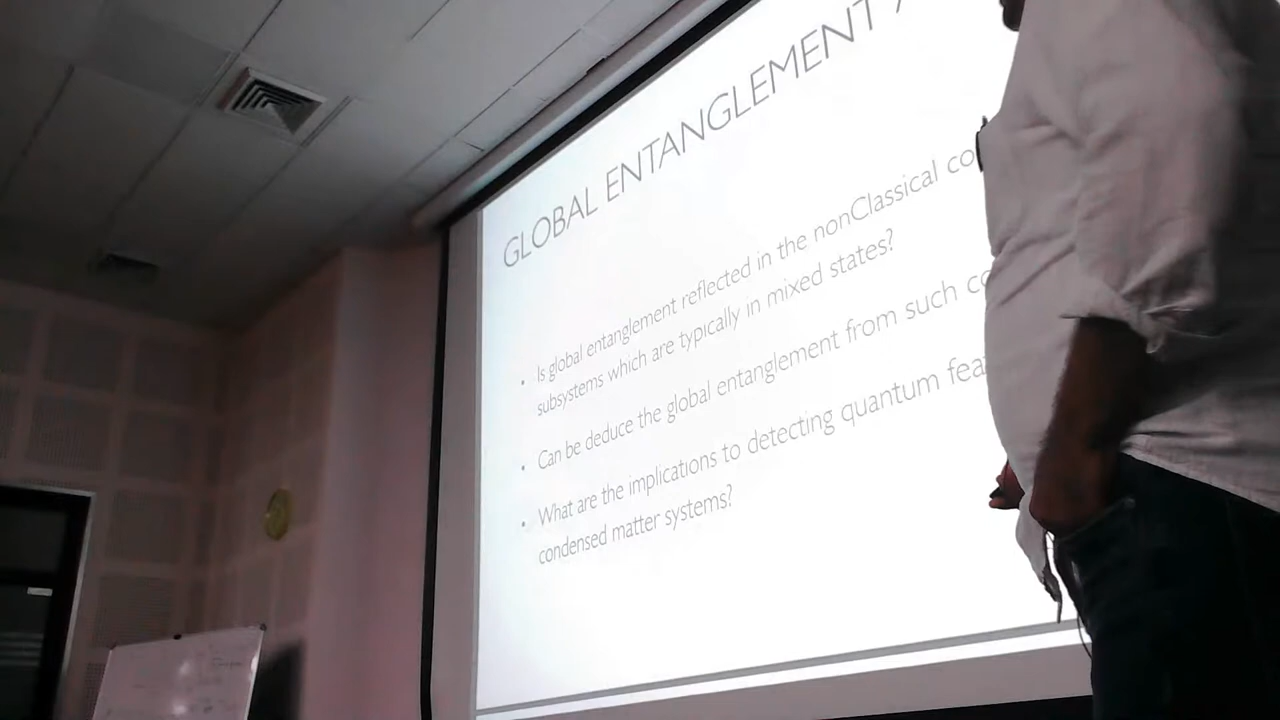 GLOBAL ENTANGLEMENT
Is global entanglement reflected in the nonClassical co
subsystems which are typically in mixed states?
Can be deduce the global entanglement from such co
What are the implications to detecting quantum fea
condensed matter systems?